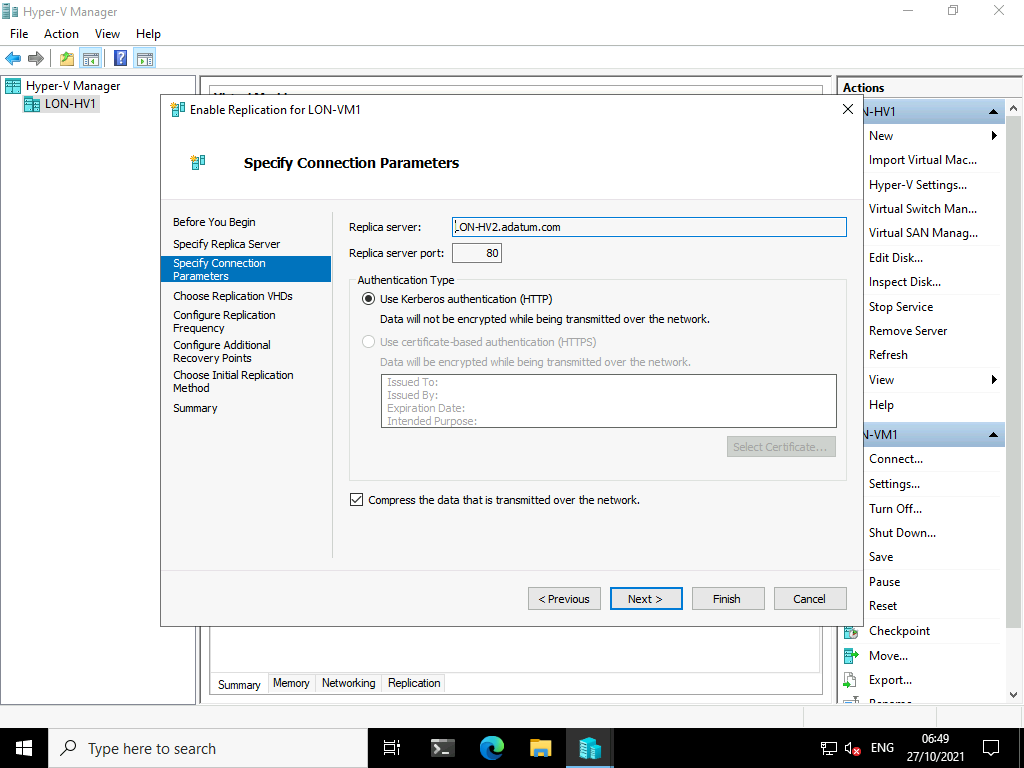 Hyper-V Manager
File Action View Help
Hyper-V Manager
LON-HV1
Enable Replication for LON-VM1
Specify Connection Parameters
Before You Begin
Specify Replica Server
Specify Connection
Parameters
Choose Replication VHDs
Configure Replication
Frequency
Configure Additional
Recovery Points
Choose Initial Replication
Method
Summary
Replica server:
LON-HV2.adatum.com
Replica server port:
80
Authentication Type
Use Kerberos authentication (HTTP)
Data will not be encrypted while being transmitted over the network.
Use certificate-based authentication (HTTPS)
Data will be encrypted while being transmitted over the network.
Issued To:
Issued By:
Expiration Date:
Intended Purpose:
Select Certificate...
Compress the data that is transmitted over the network.
< Previous
Next >
Finish
Cancel
Summary
Memory
Networking
Replication
Actions
N-HV1
New
Import Virtual Mac...
Hyper-V Settings...
Virtual Switch Man...
Virtual SAN Manag...
Edit Disk...
Inspect Disk...
Stop Service
Remove Server
Refresh
View
Help
N-VM1
Connect...
Settings...
Turn Off...
Shut Down...
Save
Pause
Reset
Checkpoint
Move...
Export...
Type here to search
ENG
06:49
27/10/2021